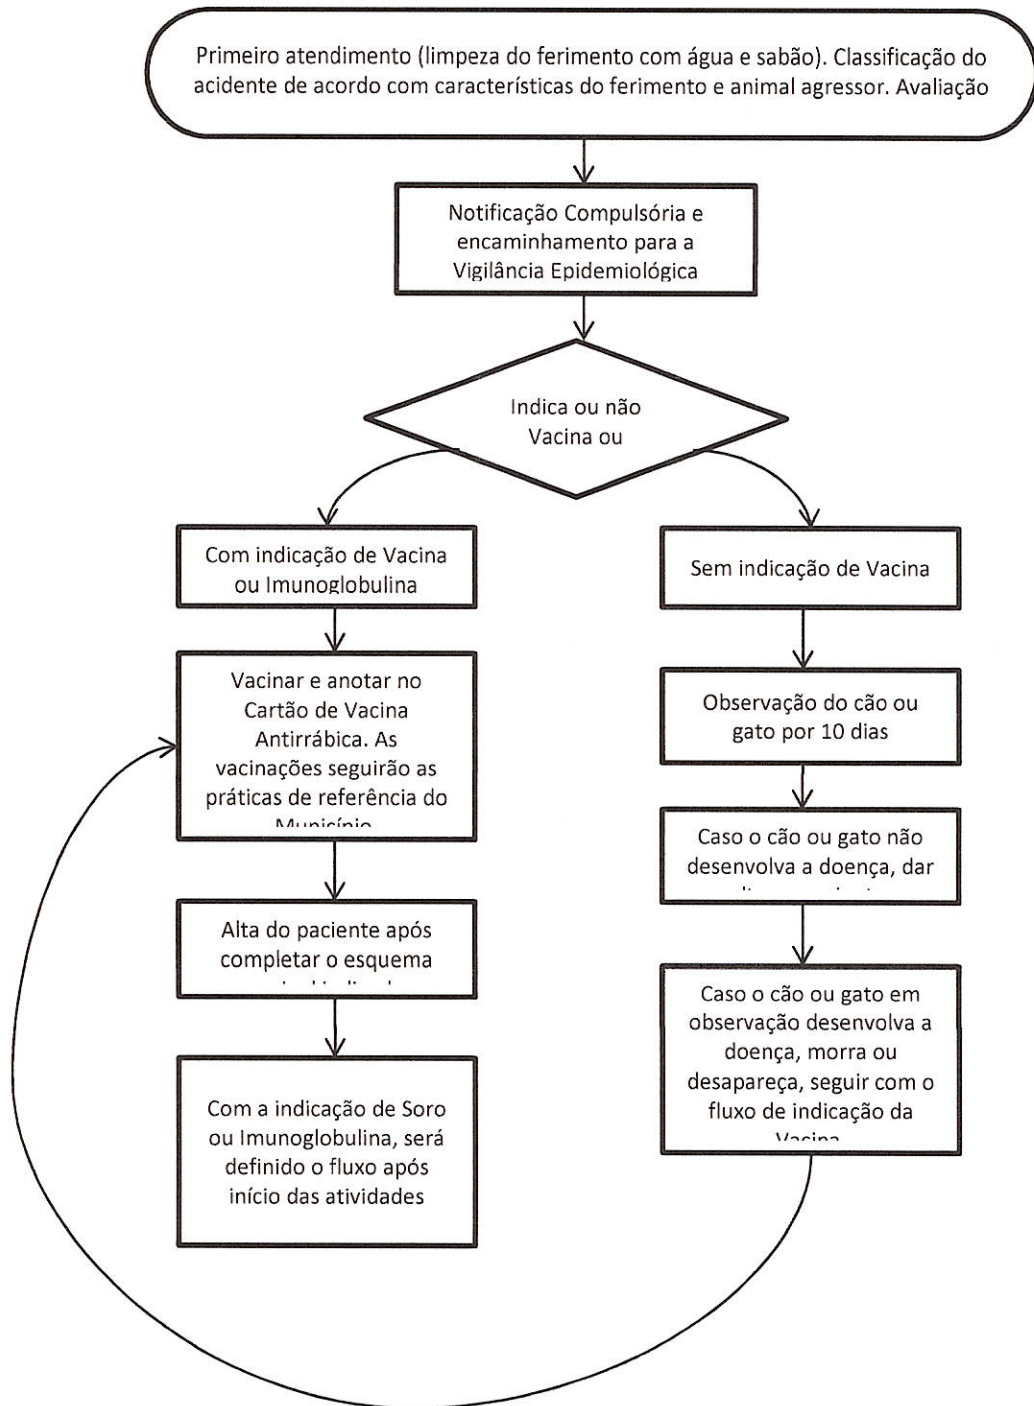 Primeiro atendimento (limpeza do ferimento com água e sabão). Classificação do
acidente de acordo com características do ferimento e animal agressor. Avaliação
Notificação Compulsória e
encaminhamento para a
Vigilância Epidemiológica
Indica ou não
Vacina ou
Com indicação de Vacina
ou Imunoglobulina
Vacinar e anotar no
Cartão de Vacina
Antirrábica. As
vacinações seguirão as
práticas de referência do
Município
Alta do paciente após
completar o esquema
Com a indicação de Soro
ou Imunoglobulina, será
definido o fluxo após
início das atividades
Sem indicação de Vacina
Observação do cão ou
gato por 10 dias
Caso o cão ou gato não
desenvolva a doença, dar
Caso o cão ou gato em
observação desenvolva a
doença, morra ou
desapareça, seguir com o
fluxo de indicação da
Vacina